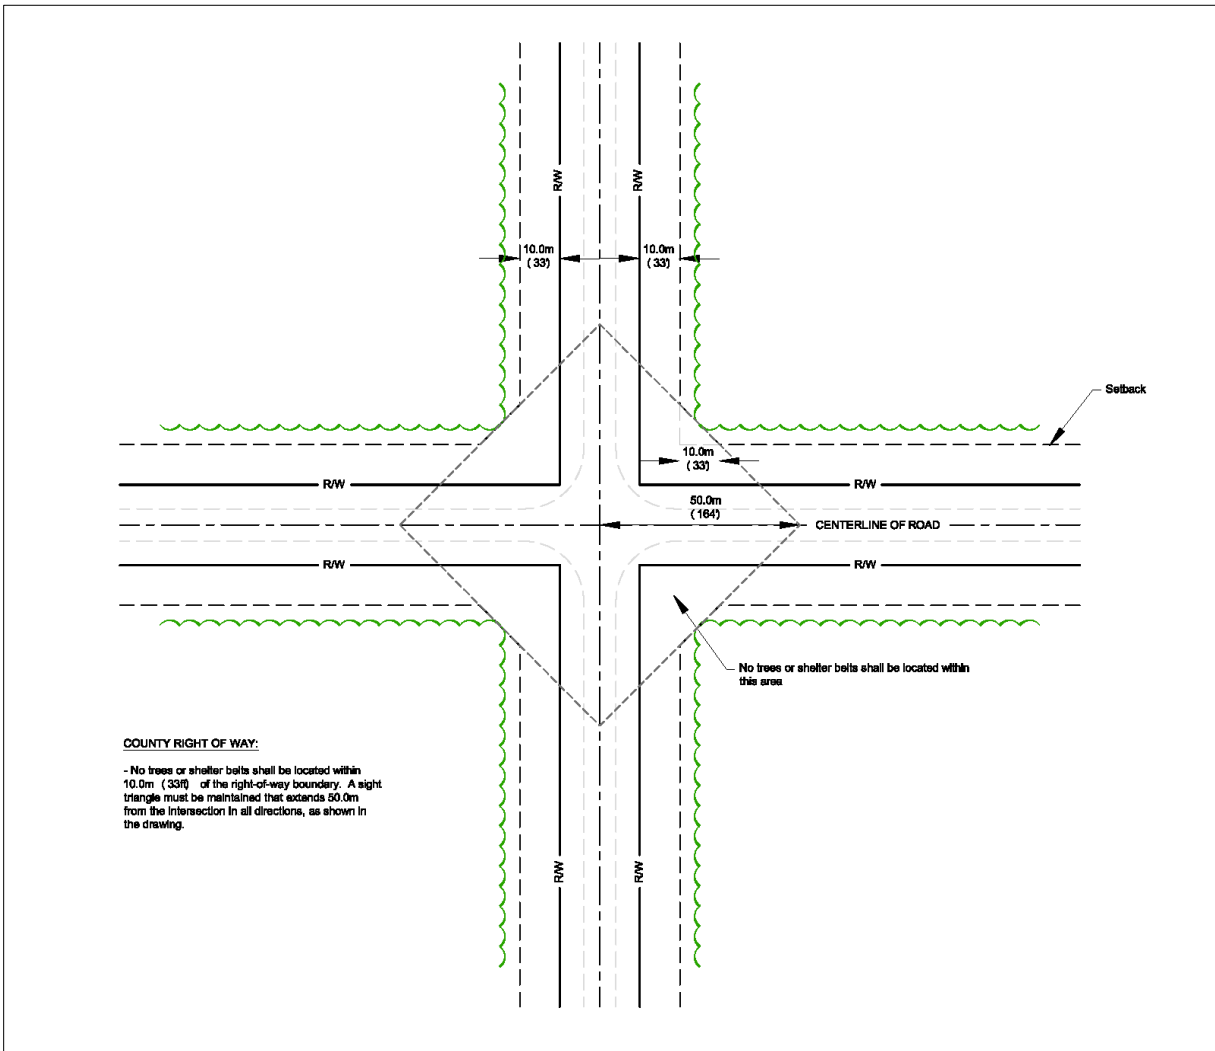 R/W
R/W
10.0m
( 33')
10.0m
( 33')
Setback
10.0m
( 33')
R/W
R/W
50.0m
( 164')
CENTERLINE OF ROAD
R/W
R/W
No trees or shelter belts shall be located within
this area
COUNTY RIGHT OF WAY:
- No trees or shelter belts shall be located within
10.0m ( 33ft) of the right-of-way boundary. A sight
triangle must be maintained that extends 50.0m
from the intersection in all directions, as shown in
the drawing.
R/W
R/W